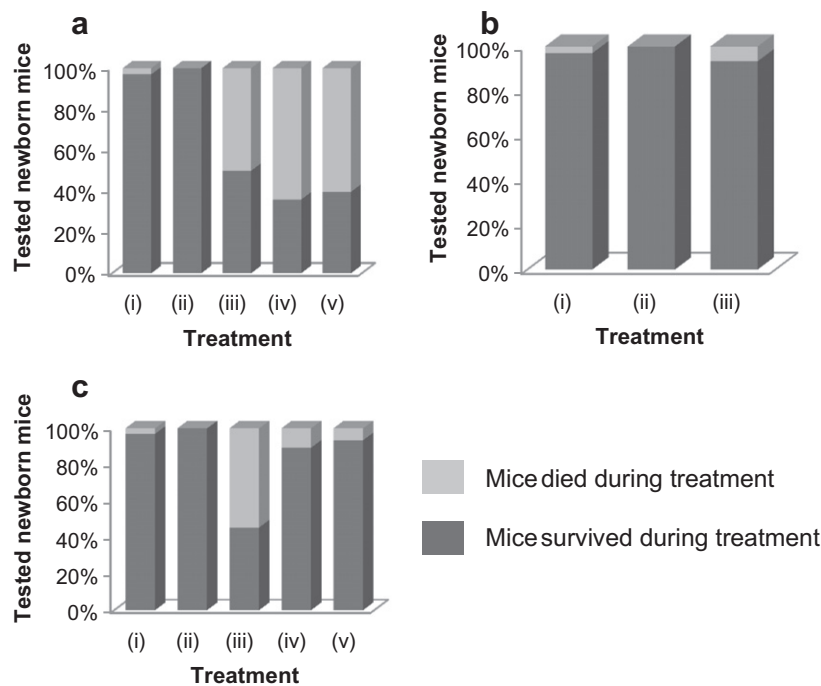 a
Tested newborn mice
100%
80%
60%
40%
20%
0%
(i) (ii) (iii) (iv) (v)
Treatment
b
Tested newborn mice
100%
80%
60%
40%
20%
0%
(i) (ii) (iii)
Treatment
c
Tested newborn mice
100%
80%
60%
40%
20%
0%
(i) (ii) (iii) (iv) (v)
Treatment
Mice died during treatment
Mice survived during treatment